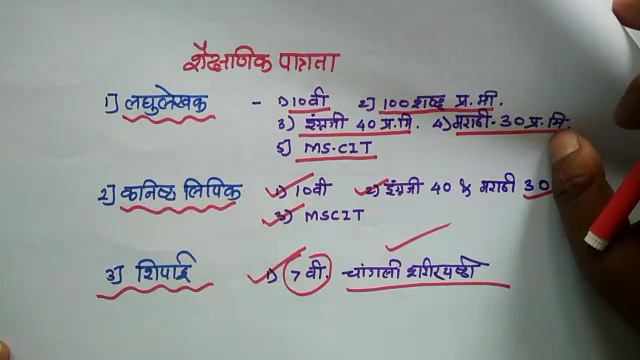 शैक्षणिक पात्रता
1] लघुलेखक - 1) 10वी 2] 100 शब्द प्र. मी.
3) इंग्रजी 40 प्र.मि. 4) मराठी - 30 प्र. मि.
5] MS-CIT
2] कनिष्ठ लिपिक 1) 10वी 2) इंग्रजी 40 & मराठी 30
3) MSCIT
3] शिपाई 1) 7 वी. चांगली शरीरयष्टी